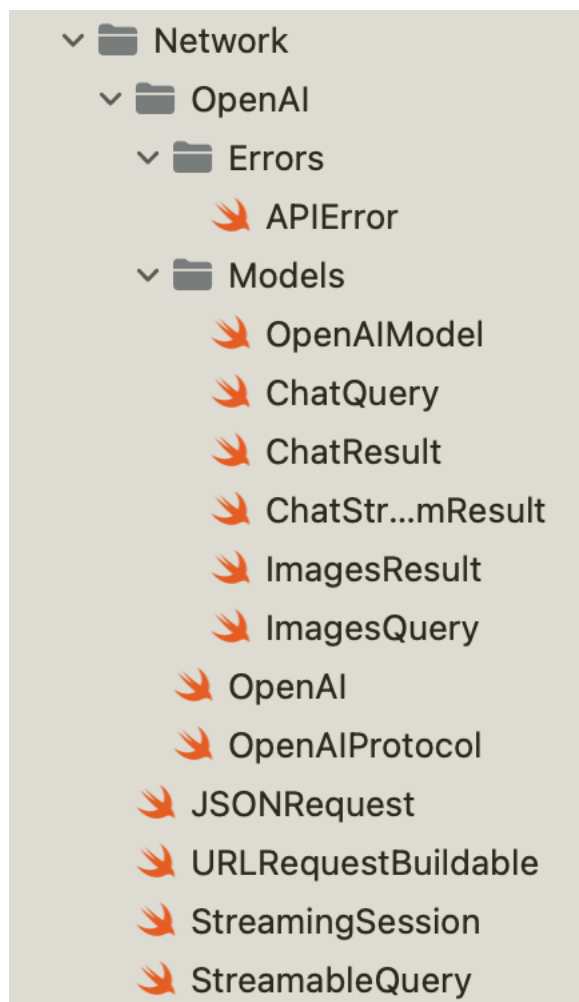 Network
OpenAI
Errors
APIError
Models
OpenAIModel
ChatQuery
ChatResult
ChatStr...mResult
ImagesResult
ImagesQuery
OpenAI
OpenAIProtocol
JSONRequest
URLRequestBuildable
StreamingSession
StreamableQuery